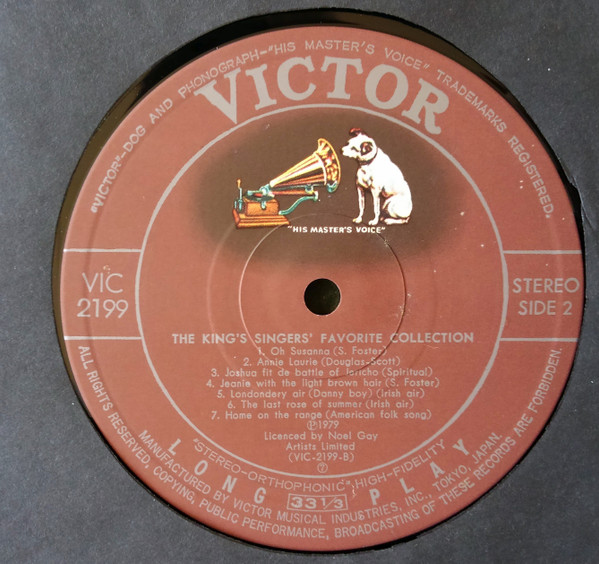 "VICTOR"-DOG AND PHONOGRAPH-"HIS MASTER'S VOICE" TRADEMARKS REGISTERED.
VICTOR
"HIS MASTER'S VOICE"
VIC
2199
STEREO
SIDE 2
THE KING'S SINGERS' FAVORITE COLLECTION
1. Oh Susanna (S. Foster)
2. Annie Laurie (Douglas-Scott)
3. Joshua fit de battle of Jericho (Spiritual)
4. Jeanie with the light brown hair (S. Foster)
5. Londondery air (Danny boy) (Irish air)
6. The last rose of summer (Irish air)
7. Home on the range (American folk song)
Ⓟ1979
Licenced by Noel Gay
Artists Limited
(VIC-2199-B)
⑦
"STEREO-ORTHOPHONIC" HIGH-FIDELITY
LONG 33 1/3 PLAY
MANUFACTURED BY VICTOR MUSICAL INDUSTRIES, INC., TOKYO, JAPAN.
ALL RIGHTS RESERVED, COPYING, PUBLIC PERFORMANCE, BROADCASTING OF THESE RECORDS ARE FORBIDDEN.